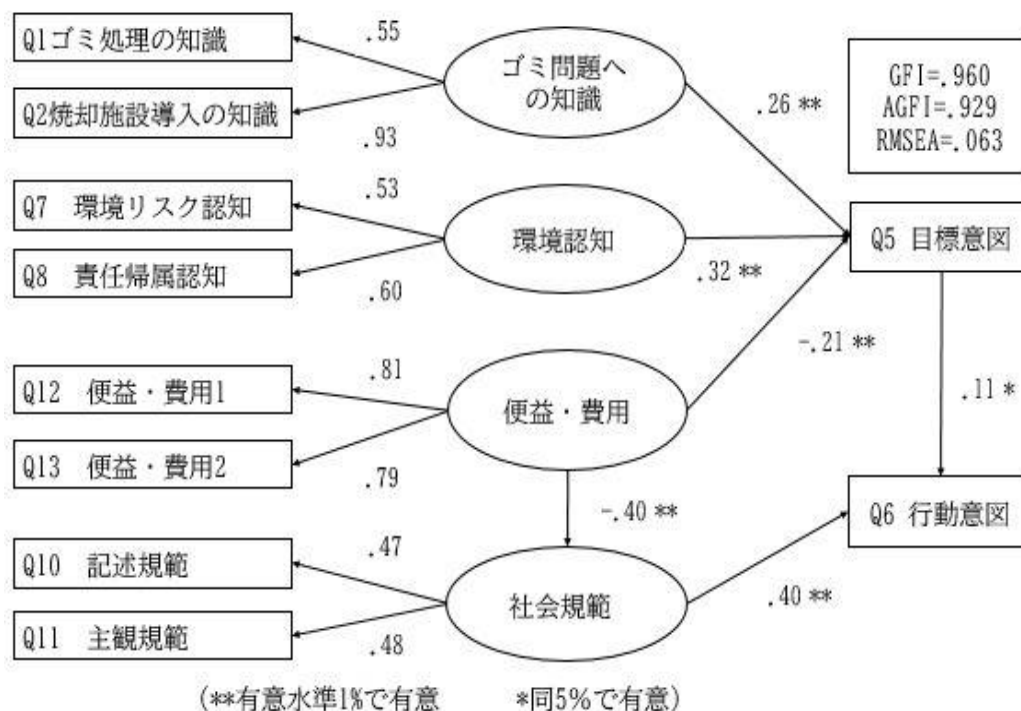 Q1ゴミ処理の知識
Q2焼却施設導入の知識
.55
.93
ゴミ問題へ
の知識
.26 **
GFI=.960
AGFI=.929
RMSEA=.063
Q7 環境リスク認知
Q8 責任帰属認知
.53
.60
環境認知
.32 **
Q5 目標意図
Q12 便益・費用1
Q13 便益・費用2
.81
.79
便益・費用
-.21 **
.11 *
-.40 **
Q10 記述規範
Q11 主観規範
.47
.48
社会規範
.40 **
Q6 行動意図
(**有意水準1%で有意 *同5%で有意)